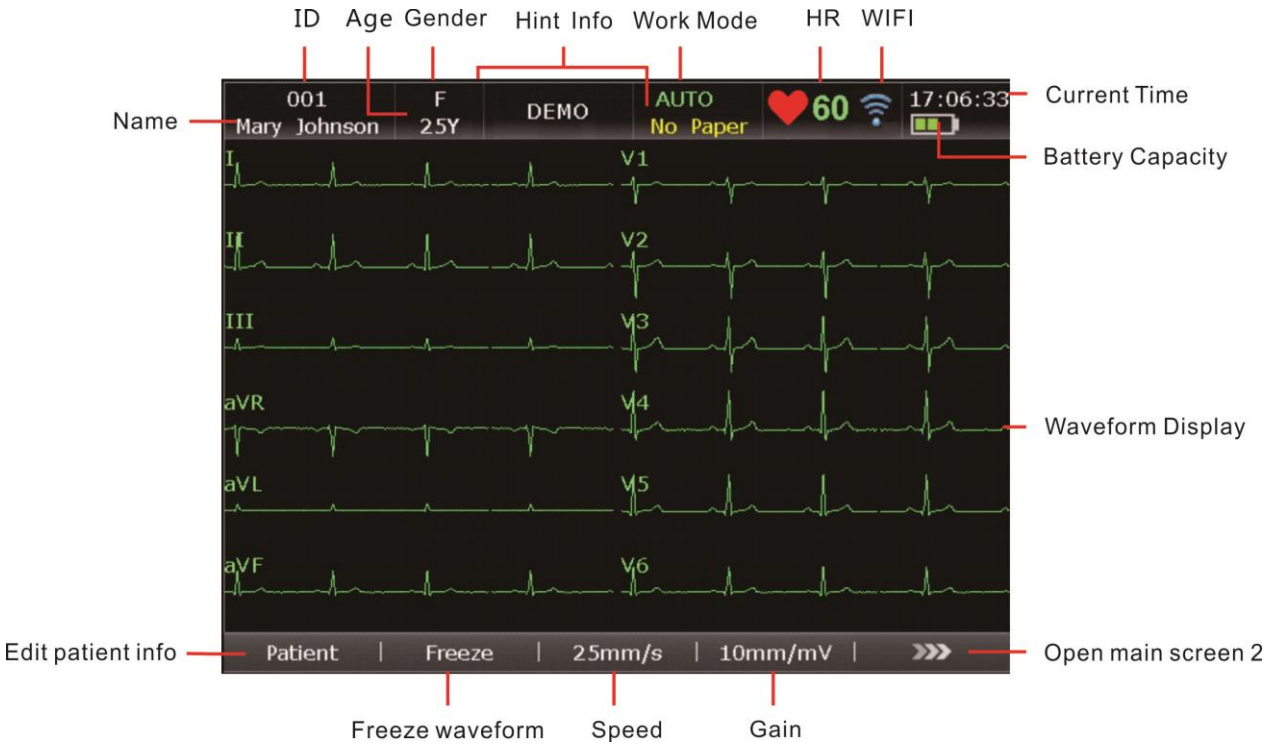 ID Age Gender Hint Info Work Mode HR WIFI
001 F DEMO AUTO 60 17:06:33 Current Time
Name Mary Johnson 25Y No Paper
Battery Capacity
I V1
II V2
III V3
aVR V4
Waveform Display
aVL V5
aVF V6
Edit patient info Patient | Freeze | 25mm/s | 10mm/mV | Open main screen 2
Freeze waveform Speed Gain